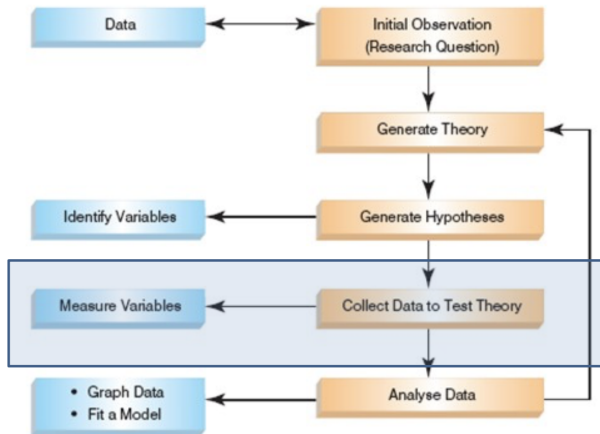 Data
Initial Observation
(Research Question)
Generate Theory
Identify Variables
Generate Hypotheses
Measure Variables
Collect Data to Test Theory
• Graph Data
• Fit a Model
Analyse Data